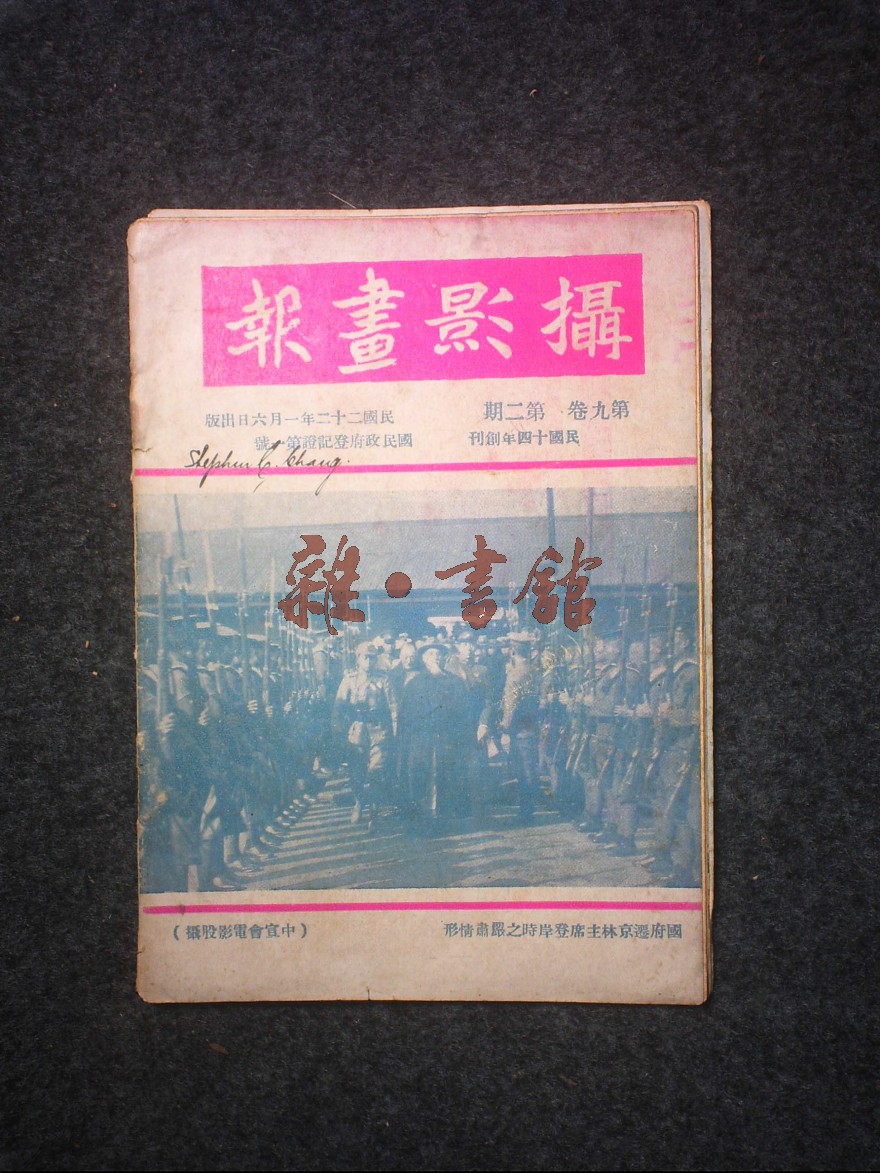 攝影畫報
第九卷 第二期
民國十四年創刊
民國二十二年一月六日出版
國民政府登記證第一號
Stephen C. Chang.
雜·書館
國府遷京林主席登岸時之嚴肅情形
（中宣會電影股攝）